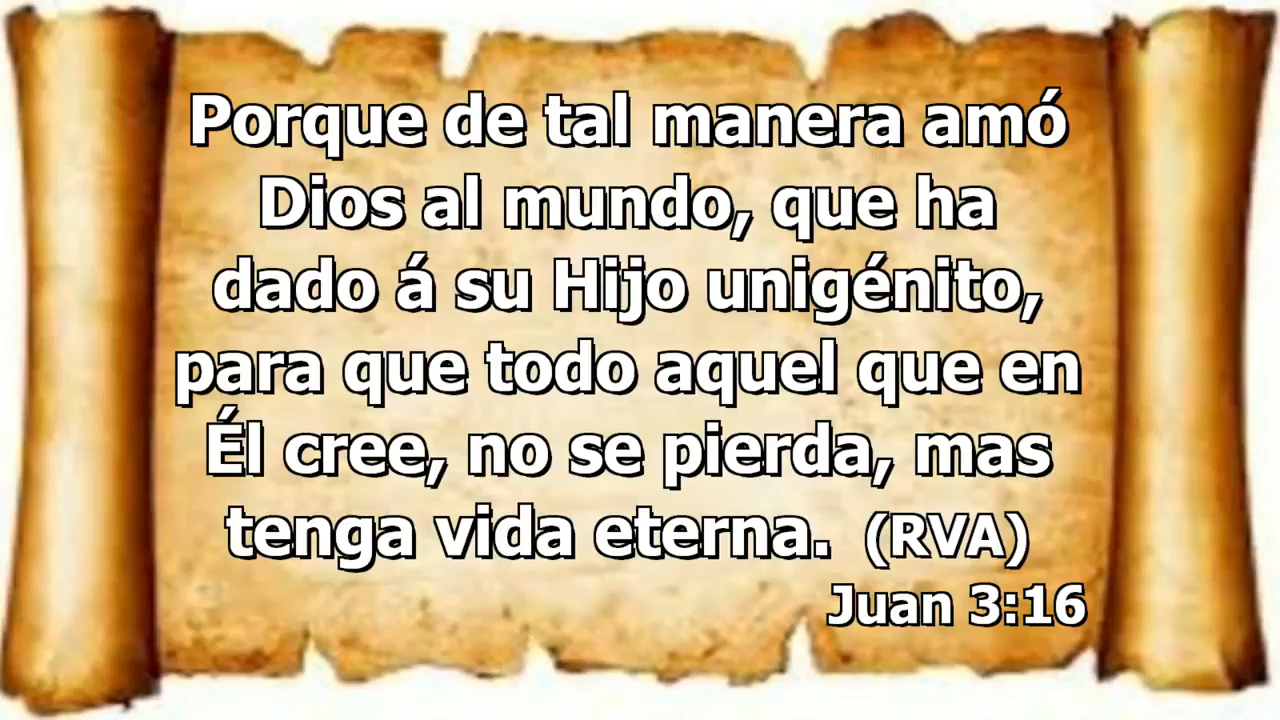 Porque de tal manera amó
Dios al mundo, que ha
dado á su Hijo unigénito,
para que todo aquel que en
Él cree, no se pierda, mas
tenga vida eterna. (RVA)
Juan 3:16